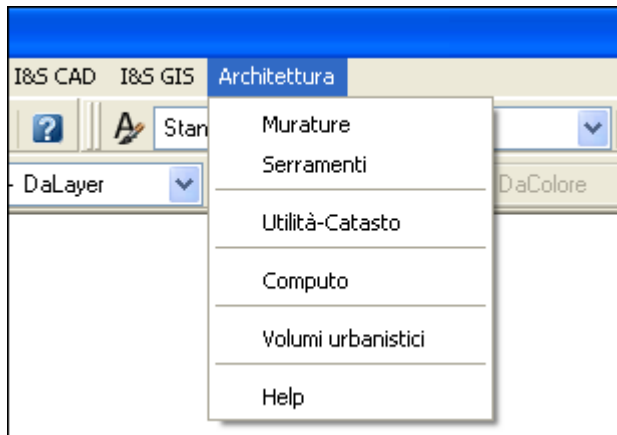 I&S CAD I&S GIS Architettura
Stan
Murature
DaLayer
Serramenti
DaColore
Utilità-Catasto
Computo
Volumi urbanistici
Help